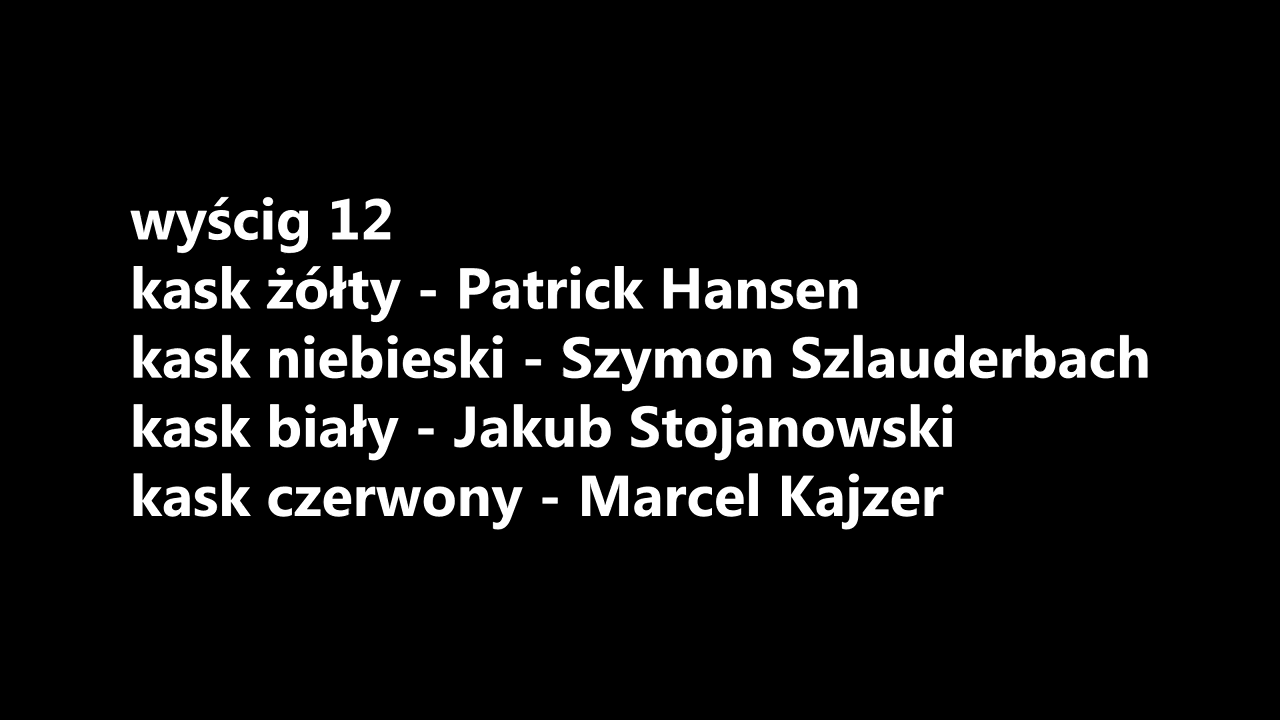 wyścig 12
kask żółty - Patrick Hansen
kask niebieski - Szymon Szlauderbach
kask biały - Jakub Stojanowski
kask czerwony - Marcel Kajzer